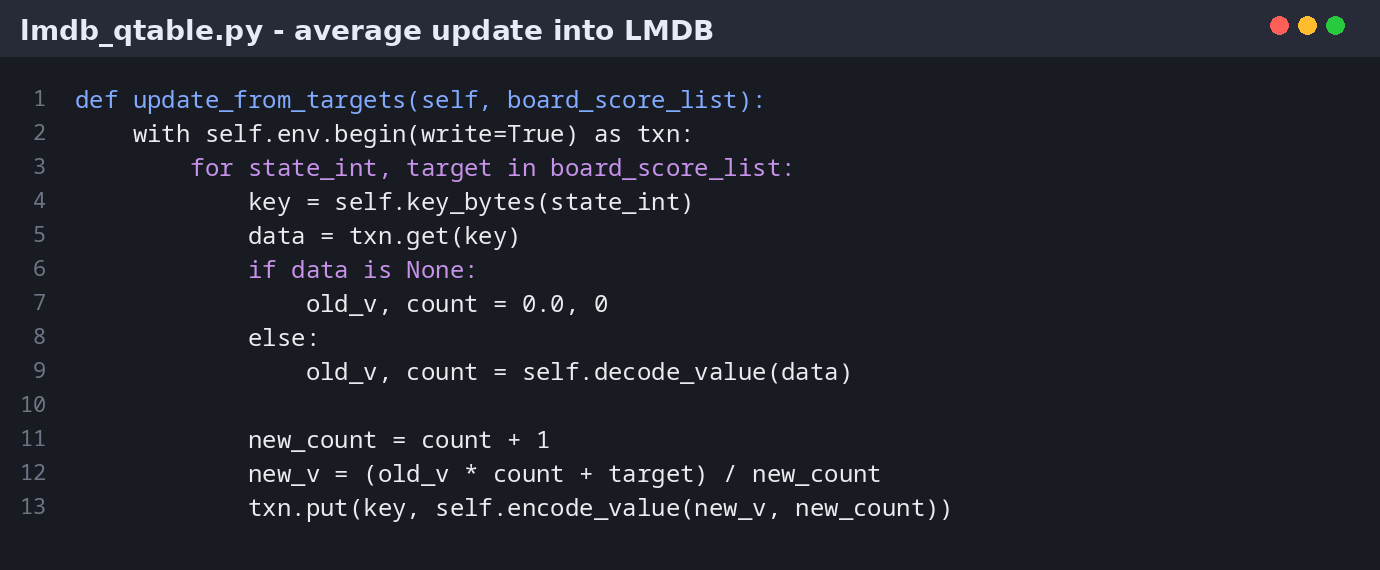 lmdb_qtable.py - average update into LMDB
1 def update_from_targets(self, board_score_list):
2     with self.env.begin(write=True) as txn:
3         for state_int, target in board_score_list:
4             key = self.key_bytes(state_int)
5             data = txn.get(key)
6             if data is None:
7                 old_v, count = 0.0, 0
8             else:
9                 old_v, count = self.decode_value(data)
10
11             new_count = count + 1
12             new_v = (old_v * count + target) / new_count
13             txn.put(key, self.encode_value(new_v, new_count))